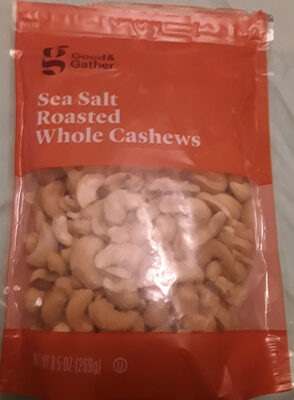 Good&
Gather
Sea Salt
Roasted
Whole Cashews
NET WT 9.5 OZ (269g) U